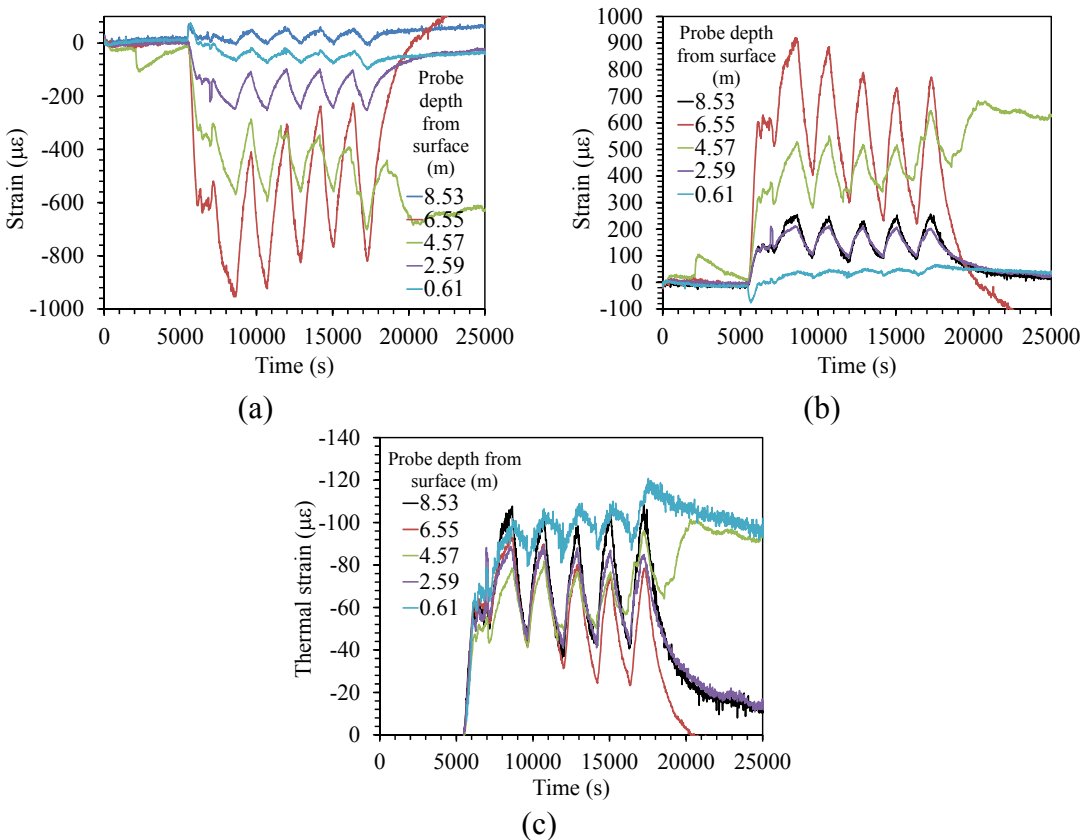 0
-200
-400
-600
-800
-1000
Strain (µε)
0 5000 10000 15000 20000 25000
Time (s)
Probe
depth
from
surface
(m)
8.53
6.55
4.57
2.59
0.61
(a)
1000
900
800
700
600
500
400
300
200
100
0
-100
Strain (µε)
0 5000 10000 15000 20000 25000
Time (s)
Probe depth
from surface
(m)
8.53
6.55
4.57
2.59
0.61
(b)
-140
-120
-100
-80
-60
-40
-20
0
Thermal strain (µε)
0 5000 10000 15000 20000 25000
Time (s)
Probe depth from
surface (m)
8.53
6.55
4.57
2.59
0.61
(c)